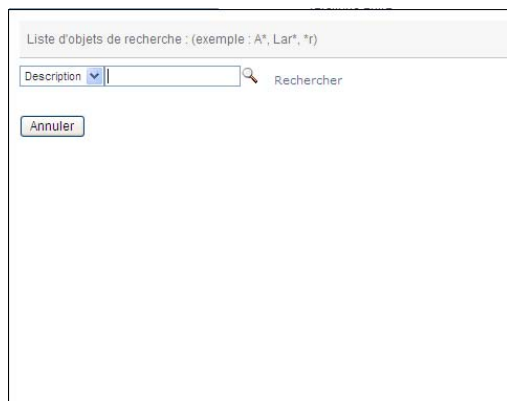 Liste d'objets de recherche : (exemple : A*, Lar*, *r)
Description Rechercher
Annuler